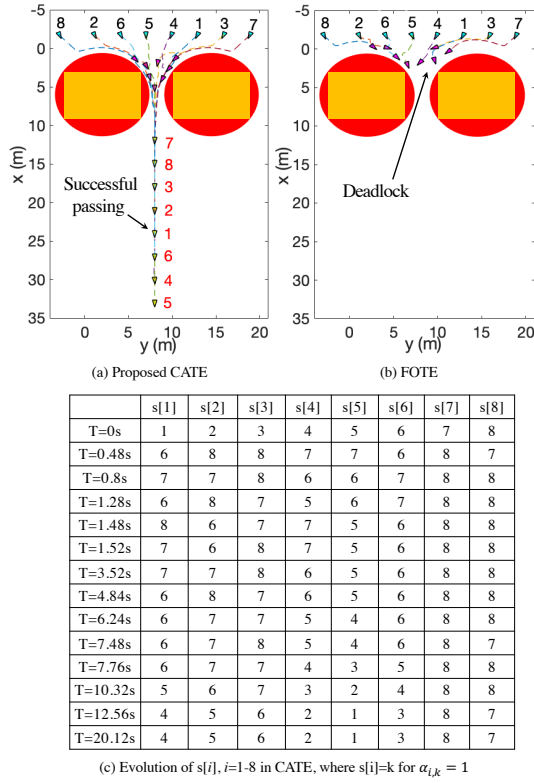 -5
0
5
10
15
20
25
30
35
x (m)
8 2 6 5 4 1 3 7
7
8
3
2
1
6
4
5
Successful
passing
0 5 10 15 20
y (m)
(a) Proposed CATE
-5
0
5
10
15
20
25
30
35
x (m)
8 2 6 5 4 1 3 7
Deadlock
0 5 10 15 20
y (m)
(b) FOTE
s[1] s[2] s[3] s[4] s[5] s[6] s[7] s[8]
T=0s 1 2 3 4 5 6 7 8
T=0.48s 6 8 8 7 7 6 8 7
T=0.8s 7 7 8 6 6 7 8 8
T=1.28s 6 8 7 5 6 7 8 8
T=1.48s 8 6 7 7 5 6 8 8
T=1.52s 7 6 8 7 5 6 8 8
T=3.52s 7 7 8 6 5 6 8 8
T=4.84s 6 8 7 6 5 6 8 8
T=6.24s 6 7 7 5 4 6 8 8
T=7.48s 6 7 8 5 4 6 8 7
T=7.76s 6 7 7 4 3 5 8 8
T=10.32s 5 6 7 3 2 4 8 8
T=12.56s 4 5 6 2 1 3 8 7
T=20.12s 4 5 6 2 1 3 8 7
(c) Evolution of s[i], i=1-8 in CATE, where s[i]=k for α_{i,k} = 1